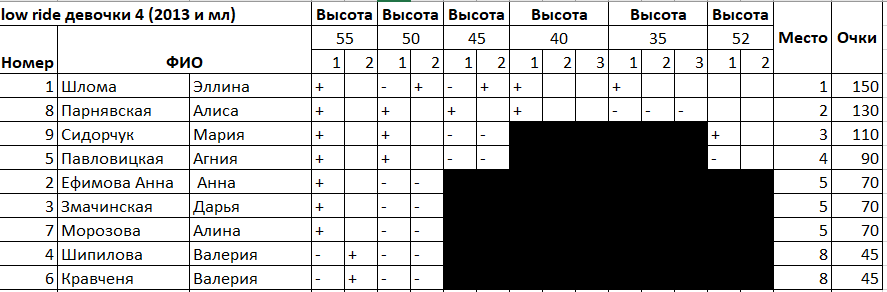 low ride девочки 4 (2013 и мл) Высота Высота Высота Высота Высота Высота Место Очки
55 50 45 40 35 52
Номер ФИО 1 2 1 2 1 2 1 2 3 1 2 3 1 2
1 Шлома Эллина + - + - + + + 1 150
8 Парнявская Алиса + + + + - - - 2 130
9 Сидорчук Мария + + - - + 3 110
5 Павловицкая Агния + + - - - 4 90
2 Ефимова Анна Анна + - - 5 70
3 Змачинская Дарья + - - 5 70
7 Морозова Алина + - - 5 70
4 Шипилова Валерия - + - - 8 45
6 Кравченя Валерия - + - - 8 45